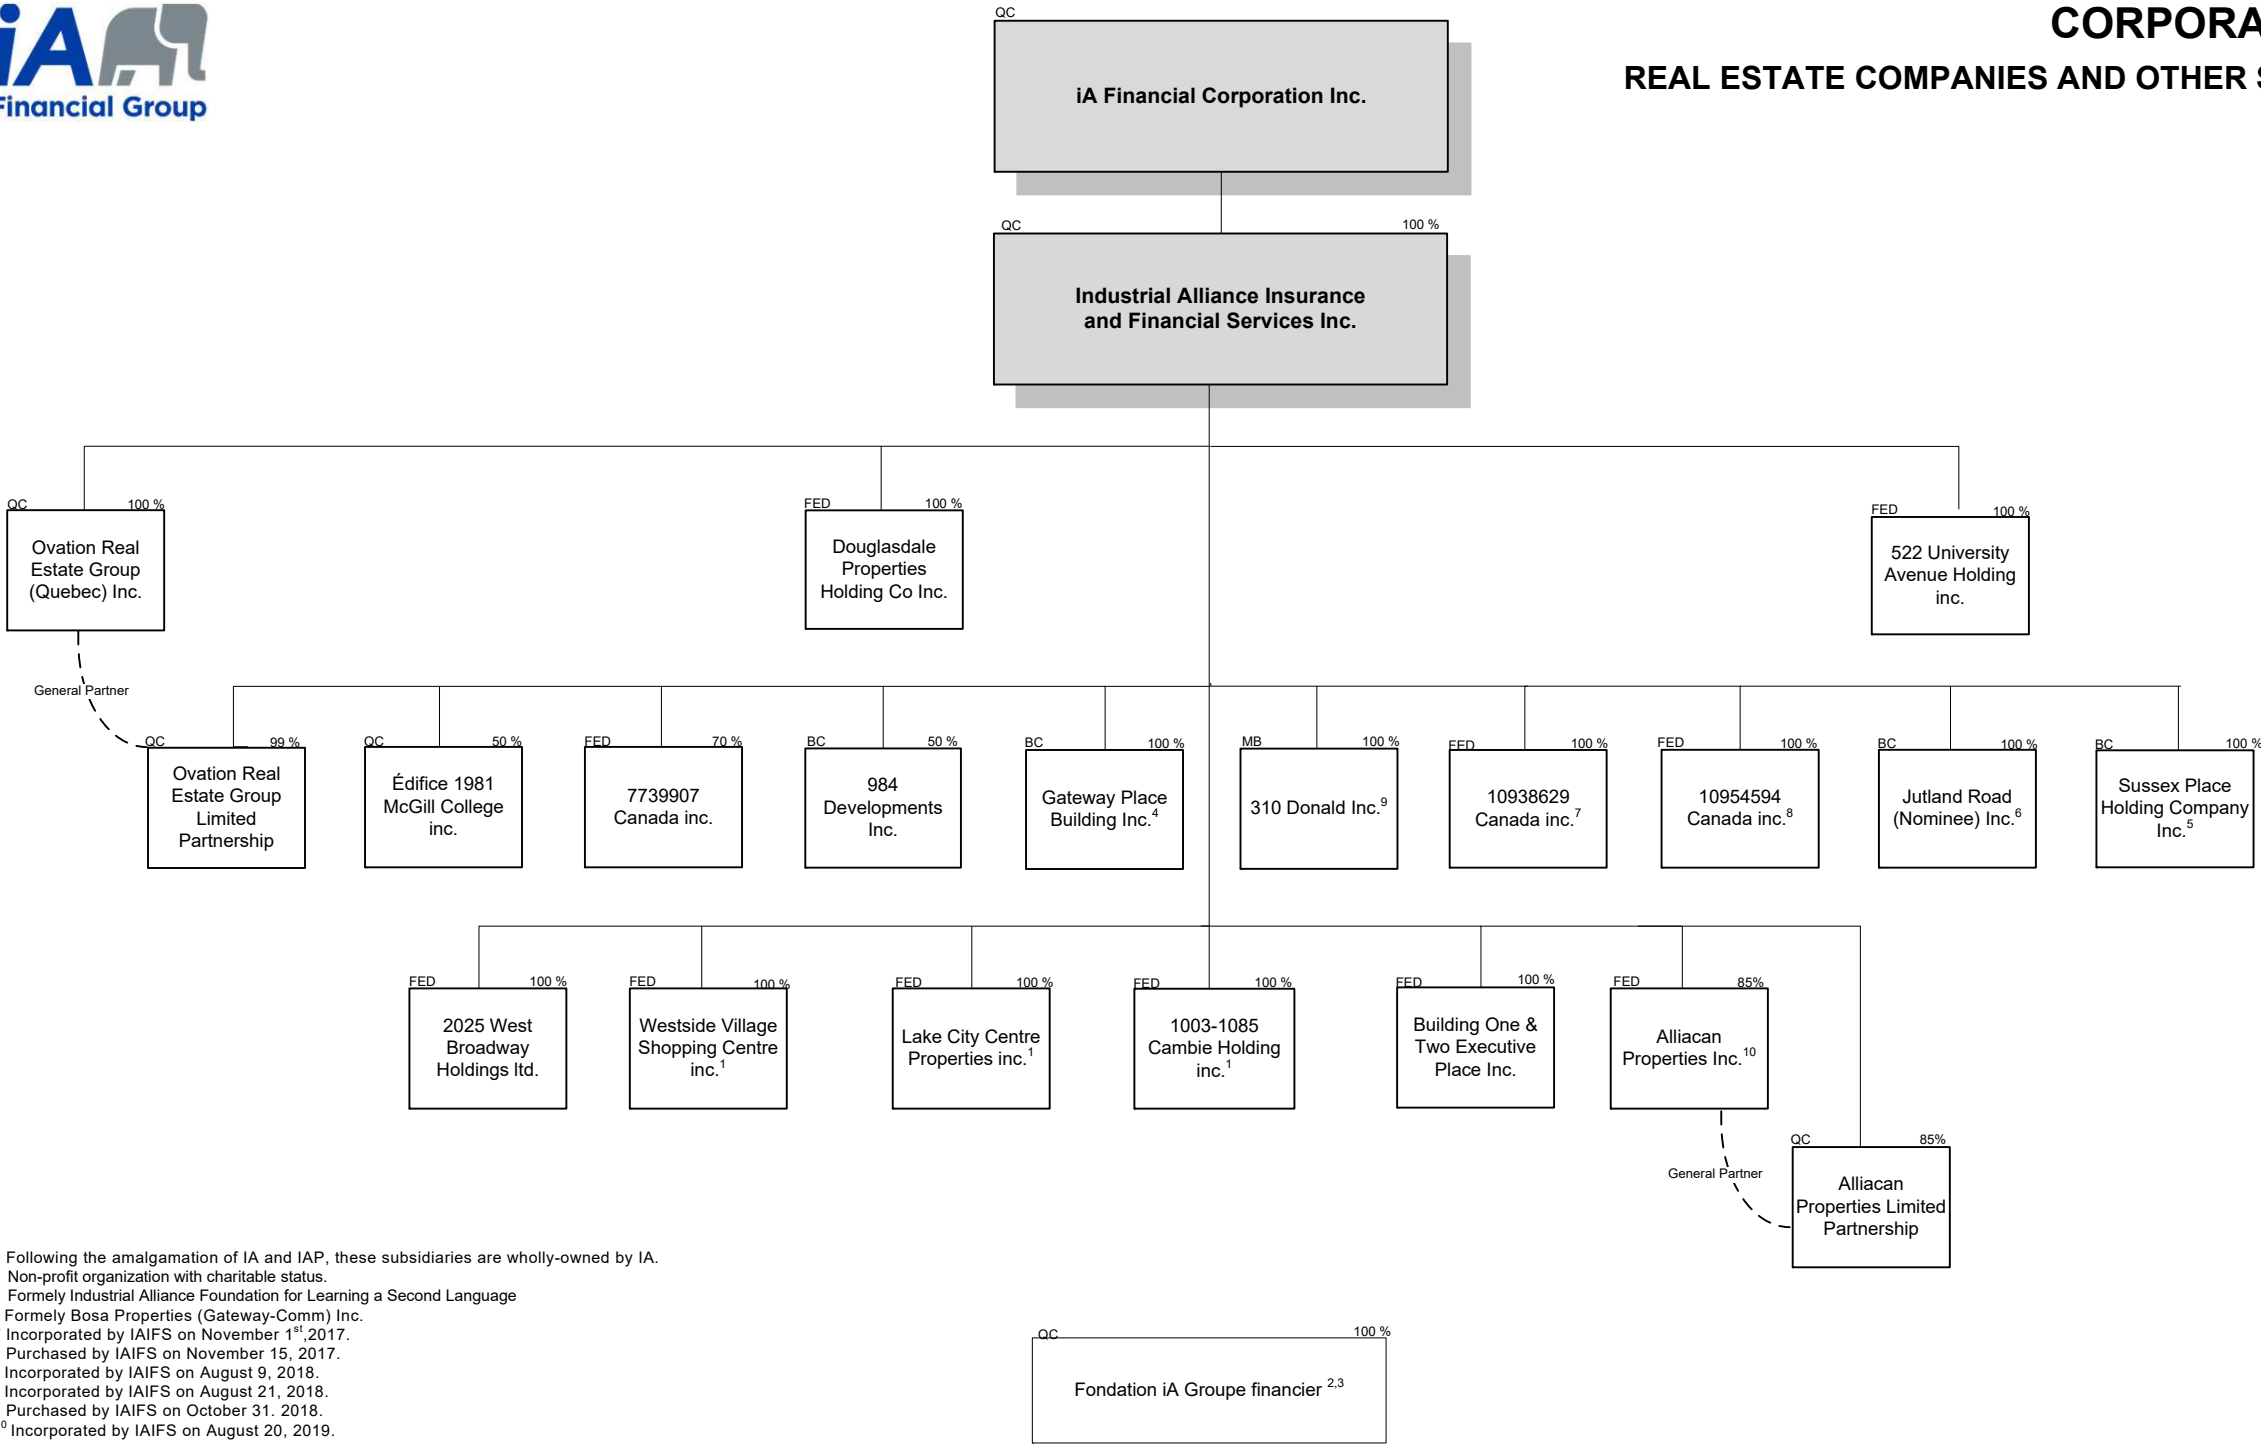 iA
Financial Group
CORPORA
REAL ESTATE COMPANIES AND OTHER S
QC
iA Financial Corporation Inc.
QC 100 %
Industrial Alliance Insurance
and Financial Services Inc.
QC 100 %
Ovation Real
Estate Group
(Quebec) Inc.
FED 100 %
Douglasdale
Properties
Holding Co Inc.
FED 100 %
522 University
Avenue Holding
inc.
General Partner
QC 99 %
Ovation Real
Estate Group
Limited
Partnership
QC 50 %
Édifice 1981
McGill College
inc.
FED 70 %
7739907
Canada inc.
BC 50 %
984
Developments
Inc.
BC 100 %
Gateway Place
Building Inc.4
MB 100 %
310 Donald Inc.9
FED 100 %
10938629
Canada inc.7
FED 100 %
10954594
Canada inc.8
BC 100 %
Jutland Road
(Nominee) Inc.6
BC 100 %
Sussex Place
Holding Company
Inc.5
FED 100 %
2025 West
Broadway
Holdings ltd.
FED 100 %
Westside Village
Shopping Centre
inc.1
FED 100 %
Lake City Centre
Properties inc.1
FED 100 %
1003-1085
Cambie Holding
inc.1
FED 100 %
Building One &
Two Executive
Place Inc.
FED 85%
Alliacan
Properties Inc.10
General Partner
QC 85%
Alliacan
Properties Limited
Partnership
Following the amalgamation of IA and IAP, these subsidiaries are wholly-owned by IA.
Non-profit organization with charitable status.
Formely Industrial Alliance Foundation for Learning a Second Language
Formely Bosa Properties (Gateway-Comm) Inc.
Incorporated by IAIFS on November 1st,2017.
Purchased by IAIFS on November 15, 2017.
Incorporated by IAIFS on August 9, 2018.
Incorporated by IAIFS on August 21, 2018.
Purchased by IAIFS on October 31. 2018.
0 Incorporated by IAIFS on August 20, 2019.
QC 100 %
Fondation iA Groupe financier 2,3